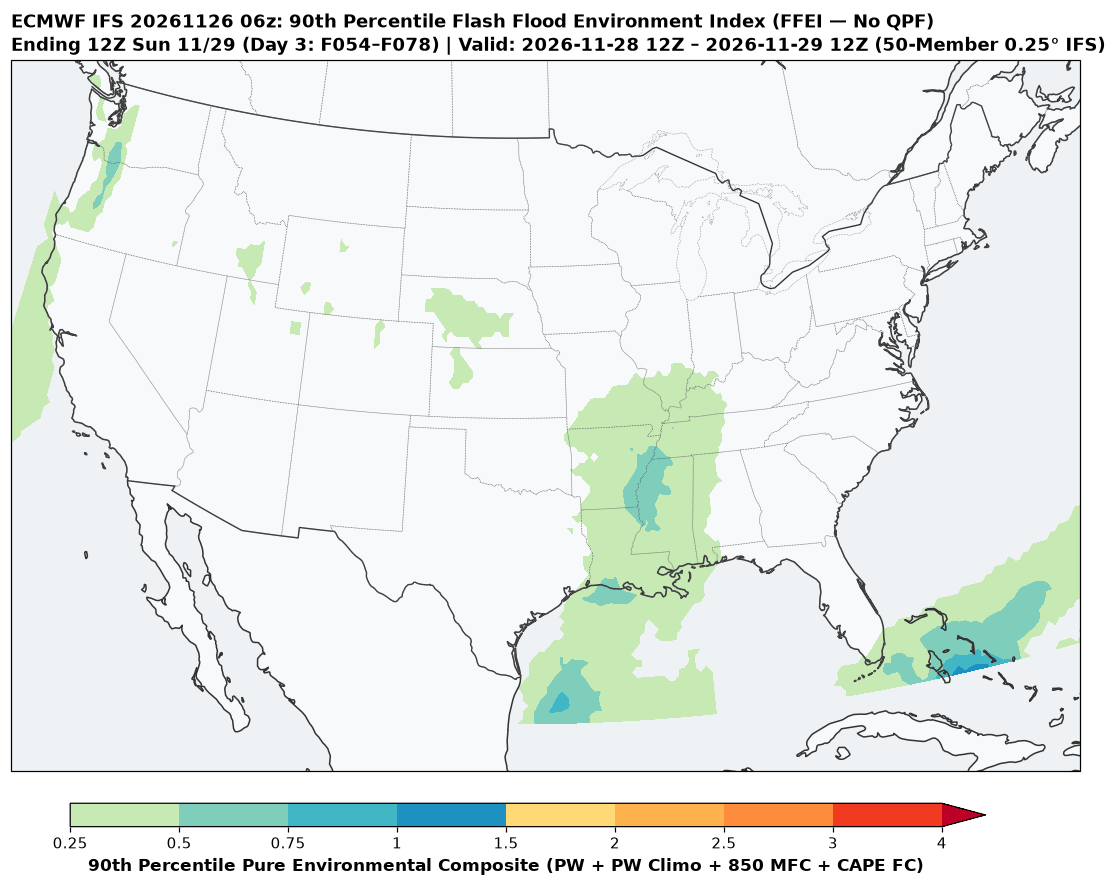 ECMWF IFS 20261126 06z: 90th Percentile Flash Flood Environment Index (FFEI — No QPF)
Ending 12Z Sun 11/29 (Day 3: F054–F078) | Valid: 2026-11-28 12Z – 2026-11-29 12Z (50-Member 0.25° IFS)
0.25 0.5 0.75 1 1.5 2 2.5 3 4
90th Percentile Pure Environmental Composite (PW + PW Climo + 850 MFC + CAPE FC)